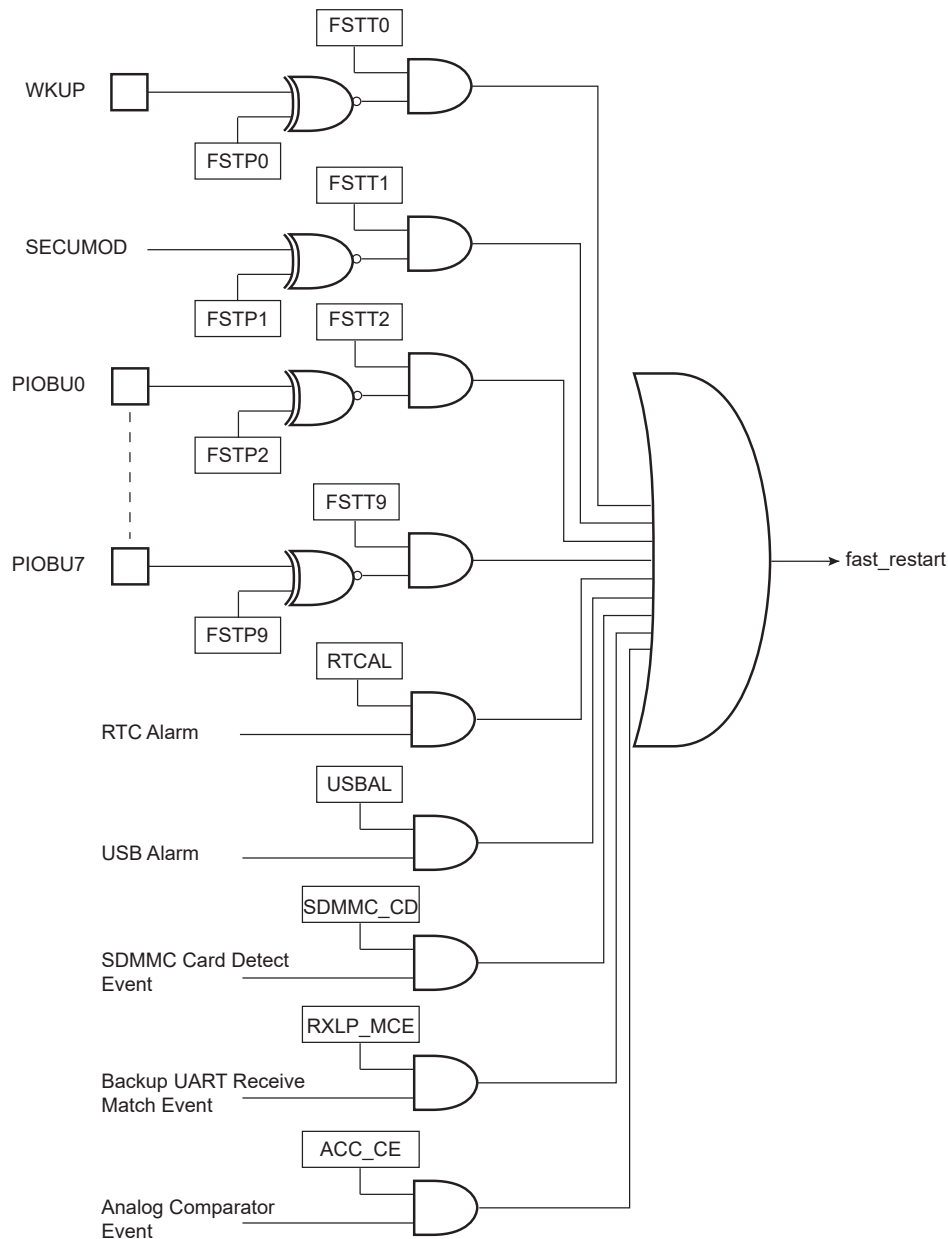 FSTT0
WKUP
FSTP0
FSTT1
SECUMOD
FSTP1
FSTT2
PIOBU0
FSTP2
FSTT9
PIOBU7
fast_restart
FSTP9
RTCAL
RTC Alarm
USBAL
USB Alarm
SDMMC_CD
SDMMC Card Detect
Event
RXLP_MCE
Backup UART Receive
Match Event
ACC_CE
Analog Comparator
Event